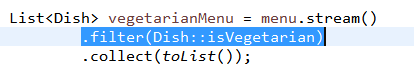 List<Dish> vegetarianMenu = menu.stream()
.filter(Dish::isVegetarian)
.collect(toList());